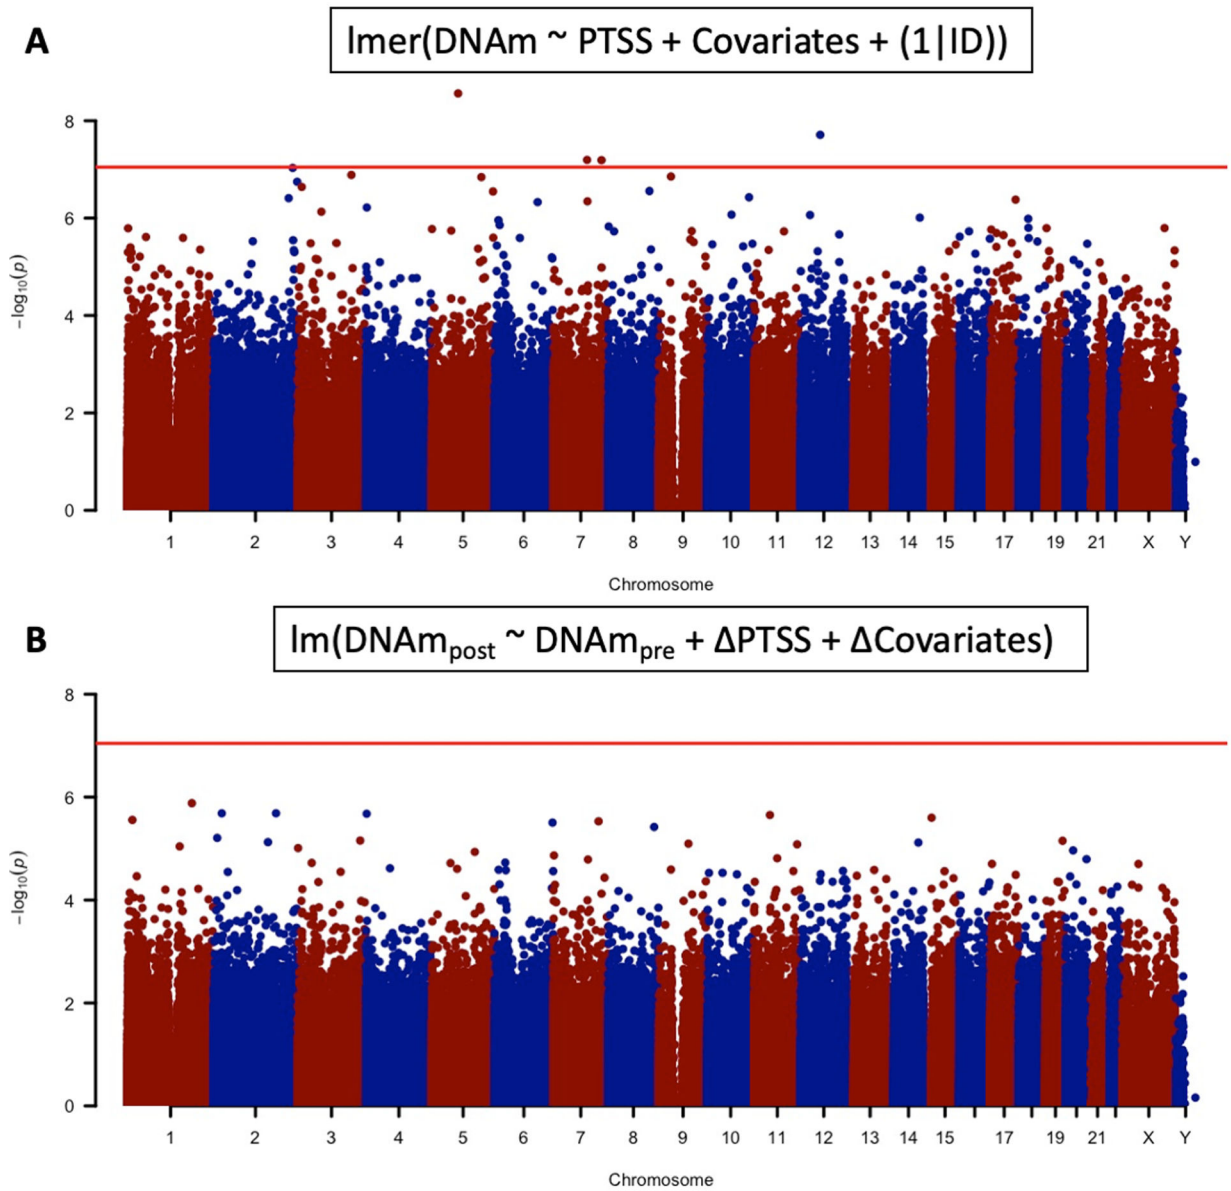 A
lmer(DNAm ~ PTSS + Covariates + (1|ID))
8
6
4
2
0
−log₁₀(p)
1 2 3 4 5 6 7 8 9 10 11 12 13 14 15 17 19 21 X Y
Chromosome
B
lm(DNAmpost ~ DNAmpre + ΔPTSS + ΔCovariates)
8
6
4
2
0
−log₁₀(p)
1 2 3 4 5 6 7 8 9 10 11 12 13 14 15 17 19 21 X Y
Chromosome